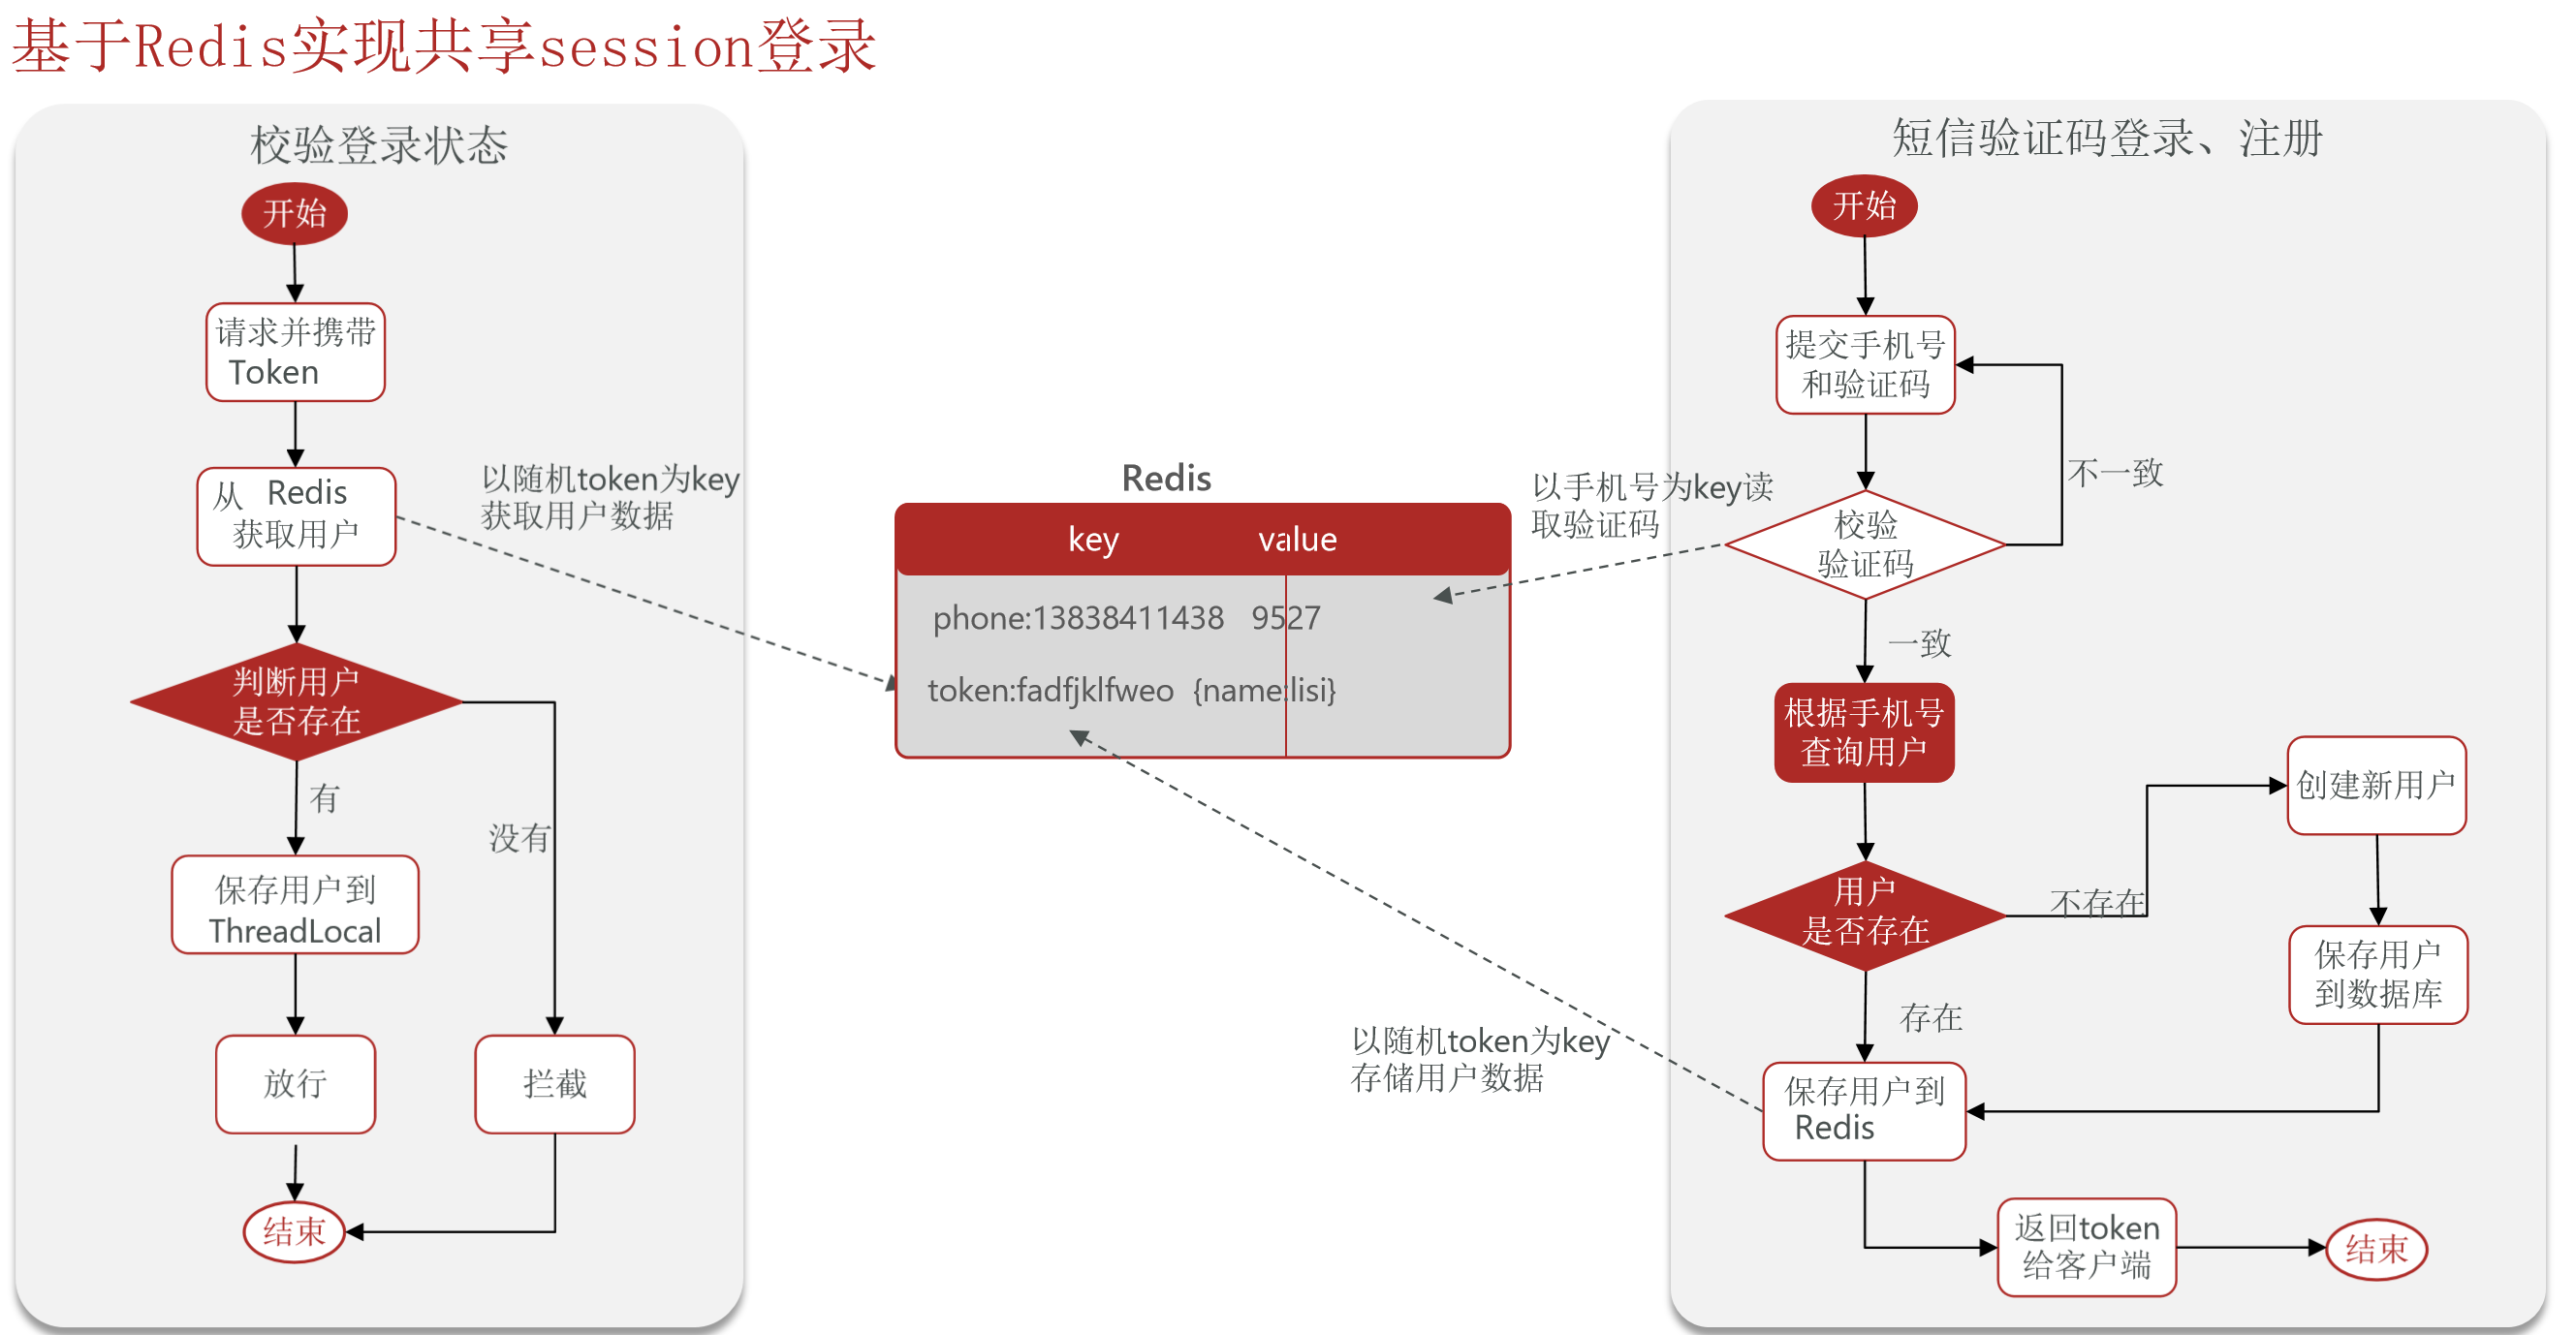 基于Redis实现共享session登录
校验登录状态
开始
请求并携带
Token
从 Redis
获取用户
以随机token为key
获取用户数据
判断用户
是否存在
有
没有
保存用户到
ThreadLocal
放行
拦截
结束
Redis
key value
phone:13838411438 9527
token:fadfjklfweo {name:lisi}
短信验证码登录、注册
开始
提交手机号
和验证码
不一致
以手机号为key读
取验证码
校验
验证码
一致
根据手机号
查询用户
创建新用户
用户
是否存在
不存在
保存用户
到数据库
存在
以随机token为key
存储用户数据
保存用户到
Redis
返回token
给客户端
结束